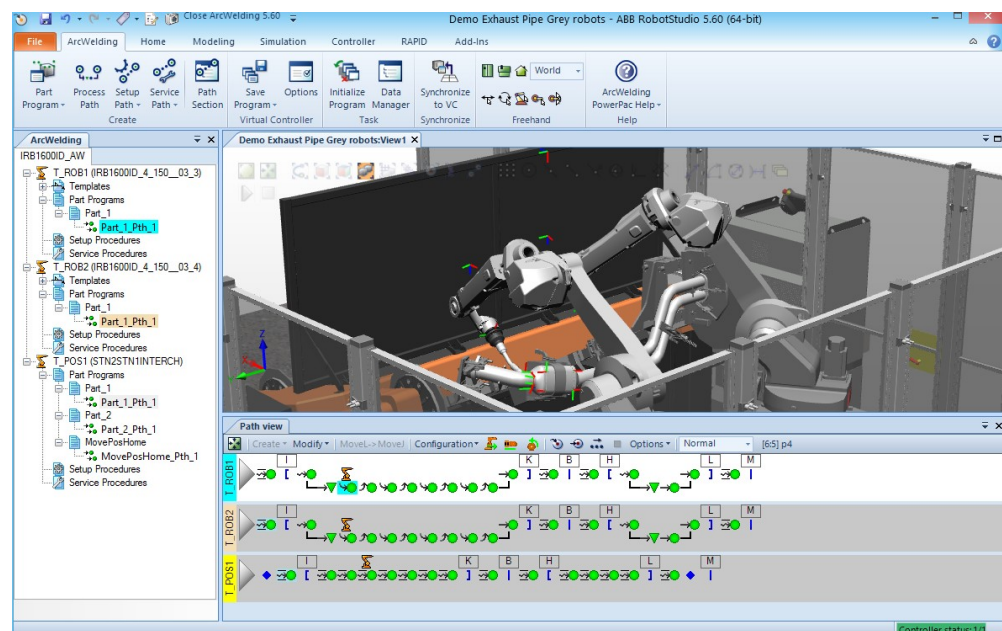 Close ArcWelding 5.60
Demo Exhaust Pipe Grey robots - ABB RobotStudio 5.60 (64-bit)
File ArcWelding Home Modeling Simulation Controller RAPID Add-Ins
World
Part Program Process Path Setup Path Service Path Path Section Save Program Options Initialize Program Data Manager Synchronize to VC ArcWelding PowerPac Help
Create Virtual Controller Task Synchronize Freehand Help
ArcWelding
Demo Exhaust Pipe Grey robots:View1
IRB1600ID_AW
T_ROB1 (IRB1600ID_4_150__03_3)
Templates
Part Programs
Part_1
Part_1_Pth_1
Setup Procedures
Service Procedures
T_ROB2 (IRB1600ID_4_150__03_4)
Templates
Part Programs
Part_1
Part_1_Pth_1
Setup Procedures
Service Procedures
T_POS1 (STN2STN1INTERCH)
Part Programs
Part_1
Part_1_Pth_1
Part_2
Part_2_Pth_1
MovePosHome
MovePosHome_Pth_1
Setup Procedures
Service Procedures
Z
Path view
Create Modify MoveL->MoveJ Configuration Options Normal [6:5] p4
T_ROB1
I K B H L M
T_ROB2
I K B H L M
T_POS1
I K B H L M
Controller status: 1/1